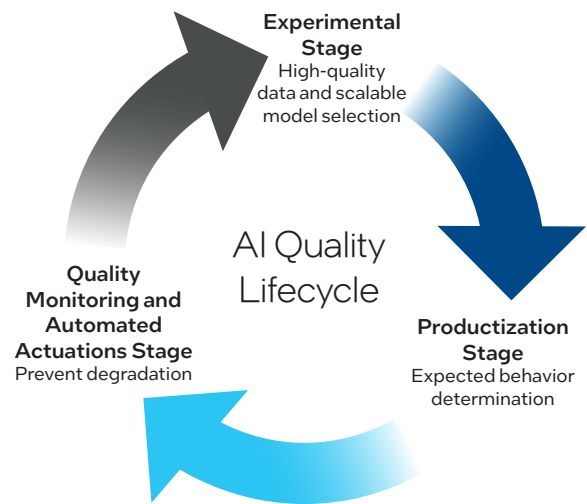 Experimental
Stage
High-quality
data and scalable
model selection
AI Quality
Lifecycle
Quality
Monitoring and
Automated
Actuations Stage
Prevent degradation
Productization
Stage
Expected behavior
determination